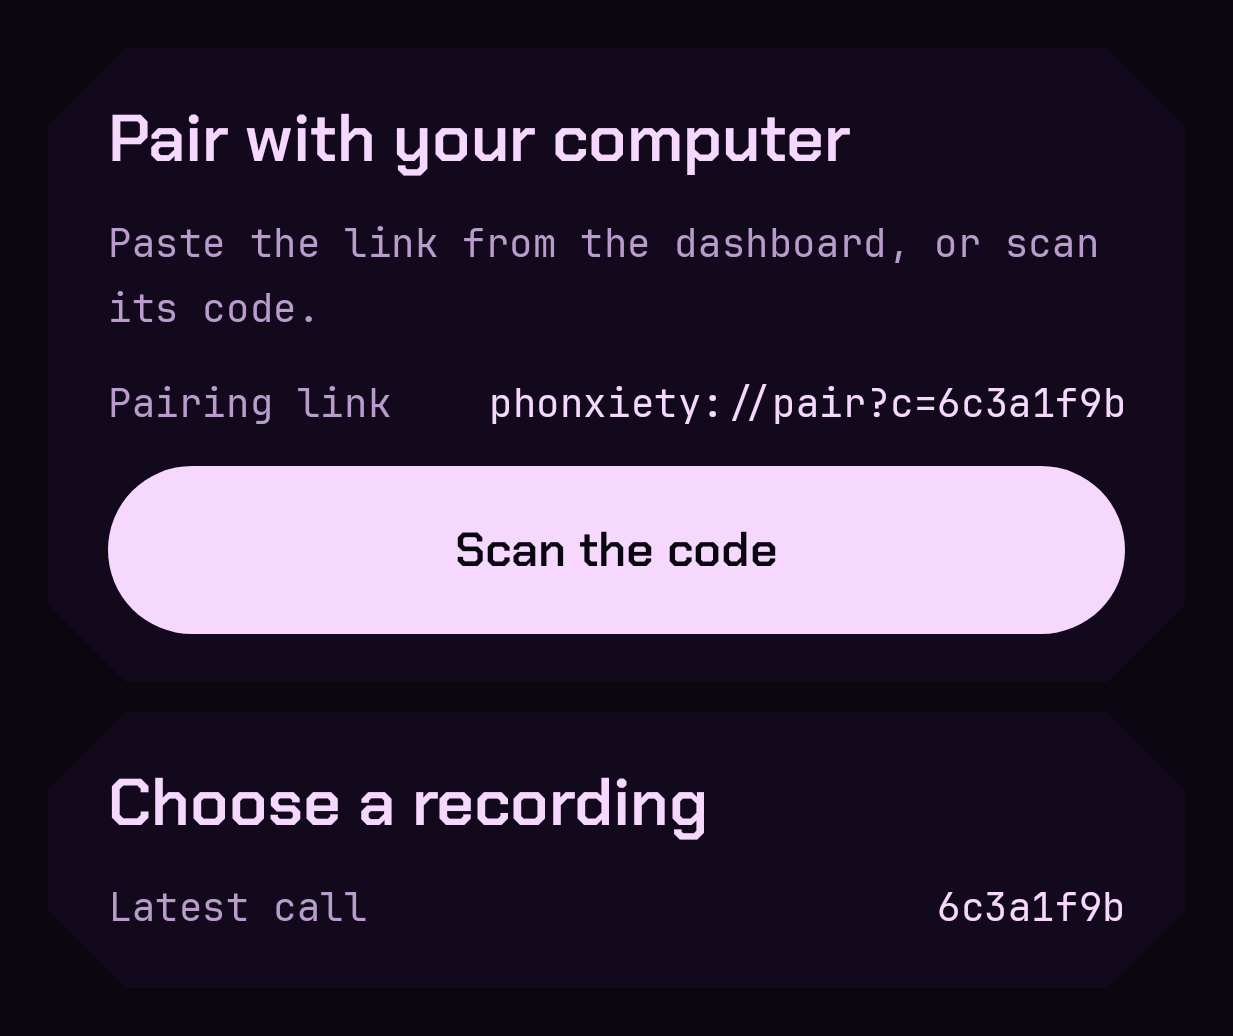 Pair with your computer
Paste the link from the dashboard, or scan
its code.
Pairing link phonxiety://pair?c=6c3a1f9b
Scan the code
Choose a recording
Latest call 6c3a1f9b